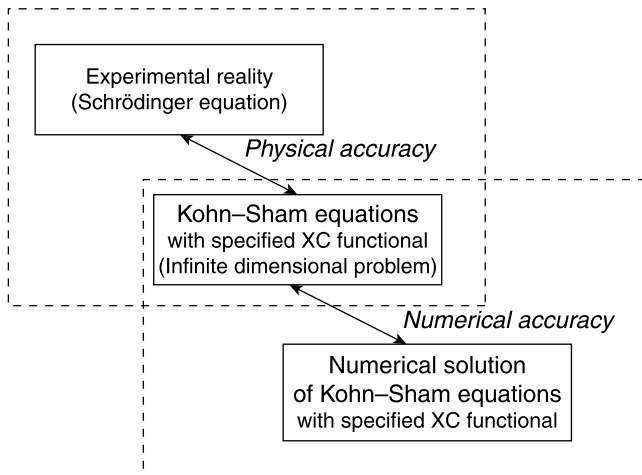 Experimental reality
(Schrödinger equation)
Physical accuracy
Kohn–Sham equations
with specified XC functional
(Infinite dimensional problem)
Numerical accuracy
Numerical solution
of Kohn–Sham equations
with specified XC functional